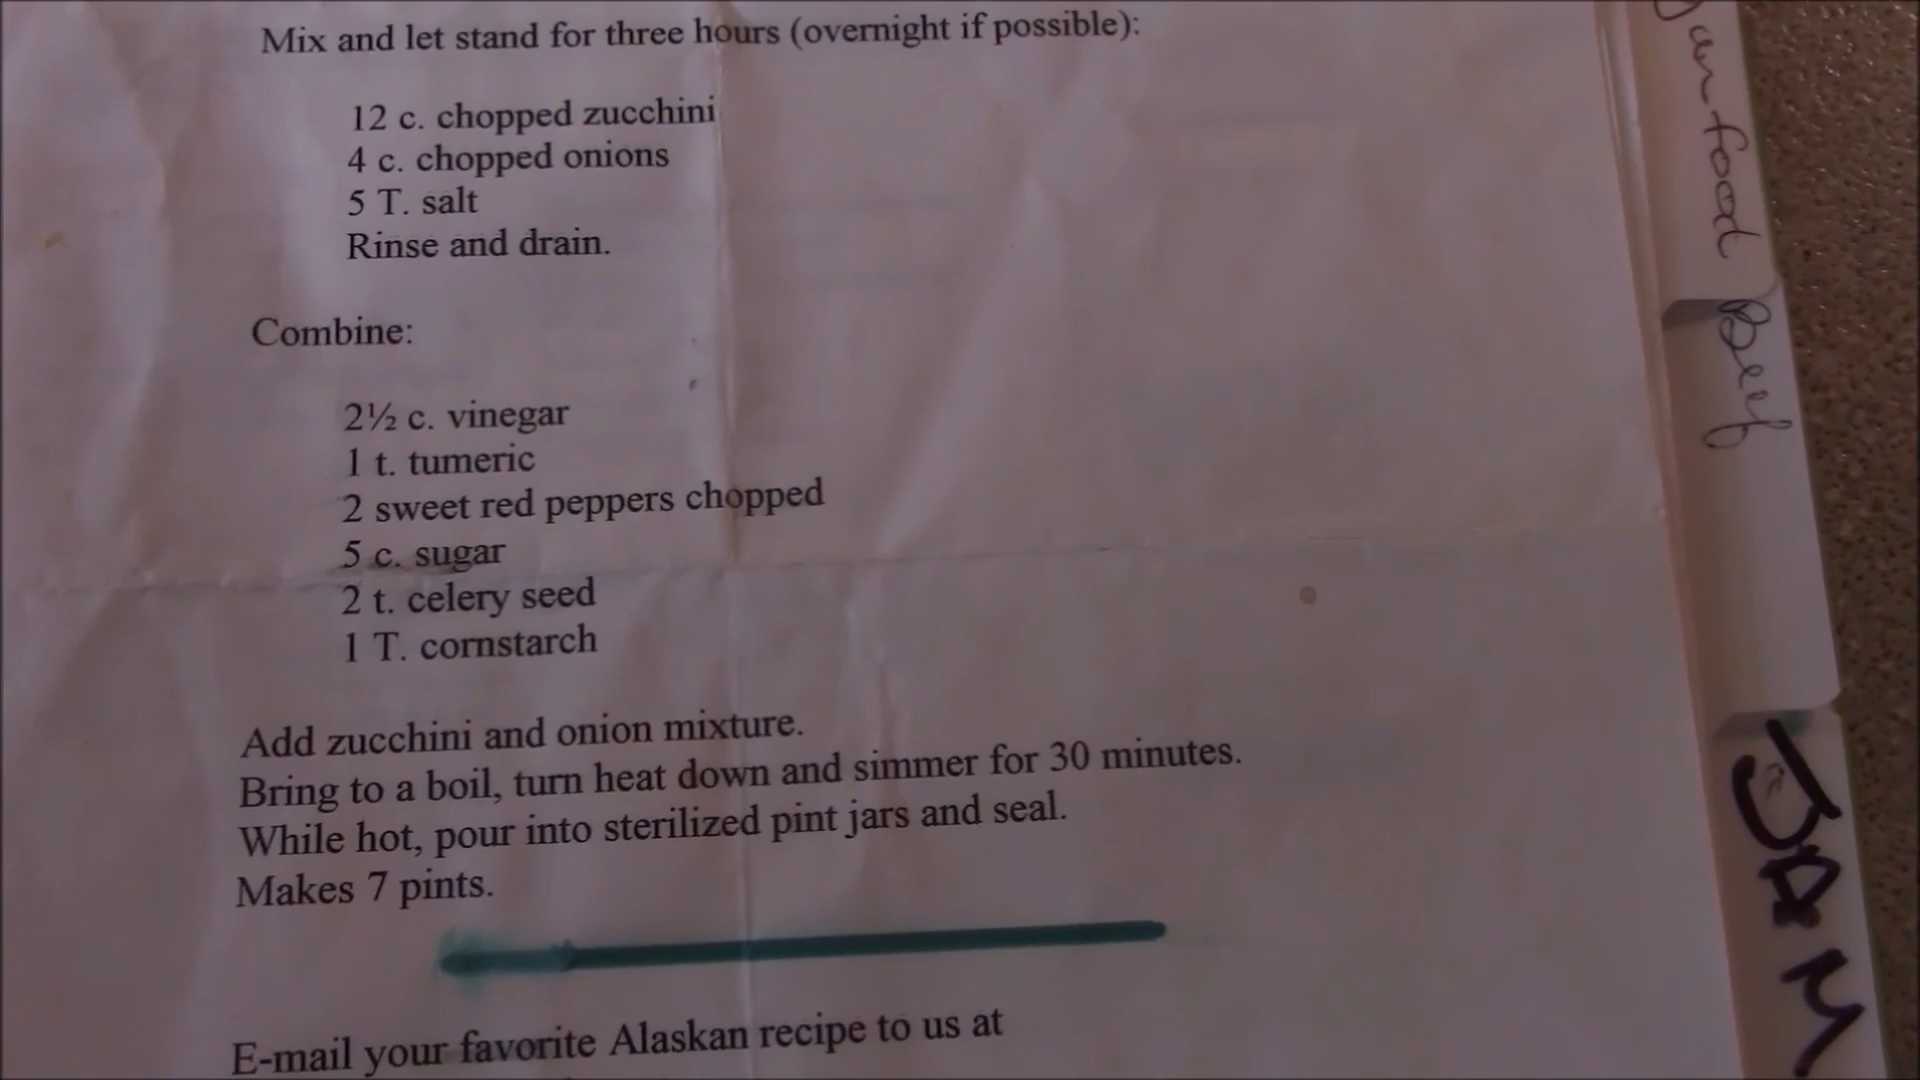 Mix and let stand for three hours (overnight if possible):
12 c. chopped zucchini
4 c. chopped onions
5 T. salt
Rinse and drain.
Combine:
2½ c. vinegar
1 t. tumeric
2 sweet red peppers chopped
5 c. sugar
2 t. celery seed
1 T. cornstarch
Add zucchini and onion mixture.
Bring to a boil, turn heat down and simmer for 30 minutes.
While hot, pour into sterilized pint jars and seal.
Makes 7 pints.
E-mail your favorite Alaskan recipe to us at
food
Beef
JAM